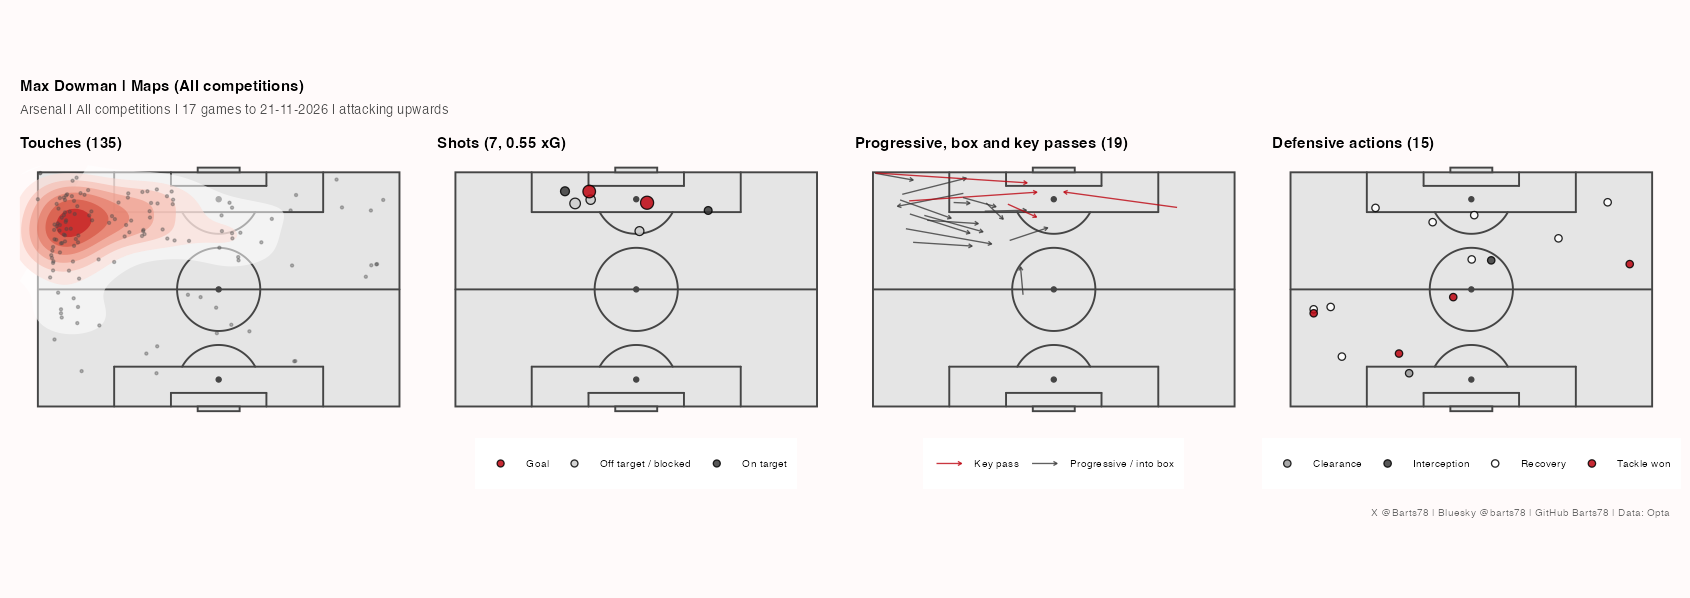 Max Dowman | Maps (All competitions)
Arsenal | All competitions | 17 games to 21-11-2026 | attacking upwards
Touches (135)
Shots (7, 0.55 xG)
Progressive, box and key passes (19)
Defensive actions (15)
Goal
Off target / blocked
On target
Key pass
Progressive / into box
Clearance
Interception
Recovery
Tackle won
X @Barts78 | Bluesky @barts78 | GitHub Barts78 | Data: Opta